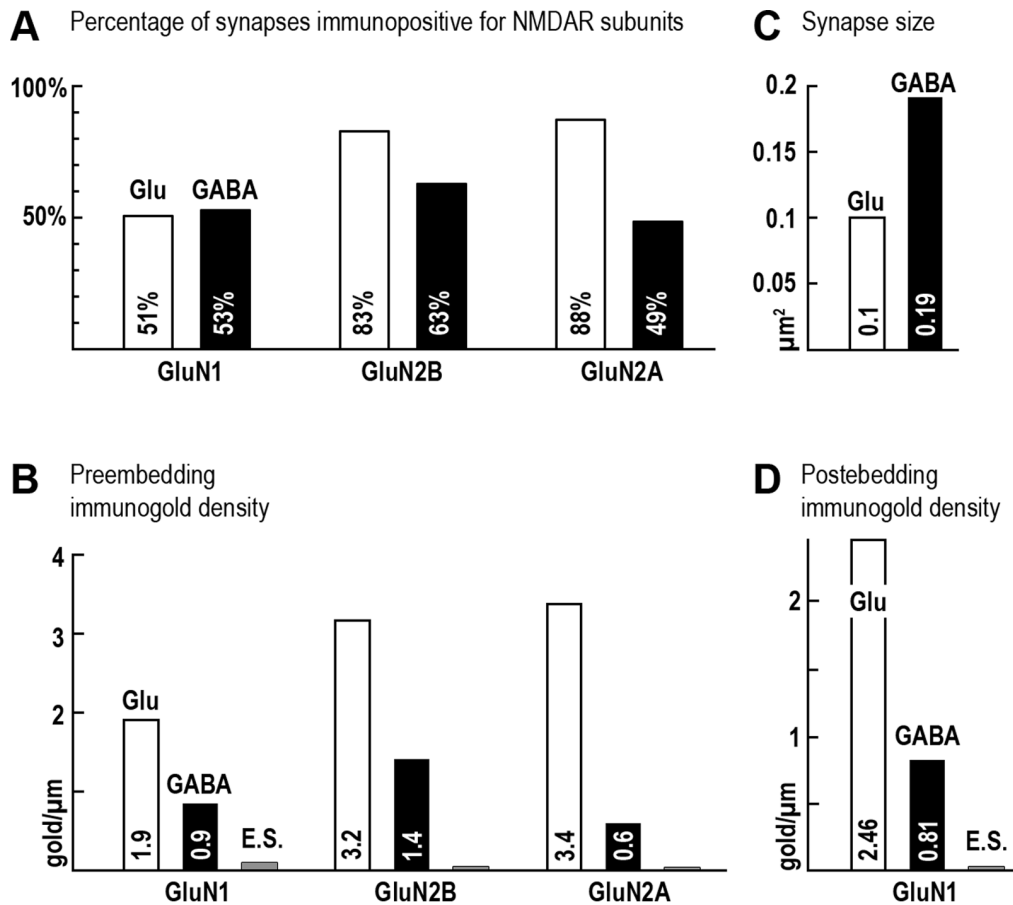 A Percentage of synapses immunopositive for NMDAR subunits
100%
50%
Glu GABA
51% 53% 83% 63% 88% 49%
GluN1 GluN2B GluN2A
C Synapse size
0.2
0.15
0.1
0.05
µm²
GABA
Glu
0.1 0.19
B Preembedding
immunogold density
4
3
2
gold/µm
Glu
GABA
E.S.
1.9 0.9 3.2 1.4 3.4 0.6
GluN1 GluN2B GluN2A
D Postebedding
immunogold density
2
1
gold/µm
Glu
GABA
E.S.
2.46 0.81
GluN1